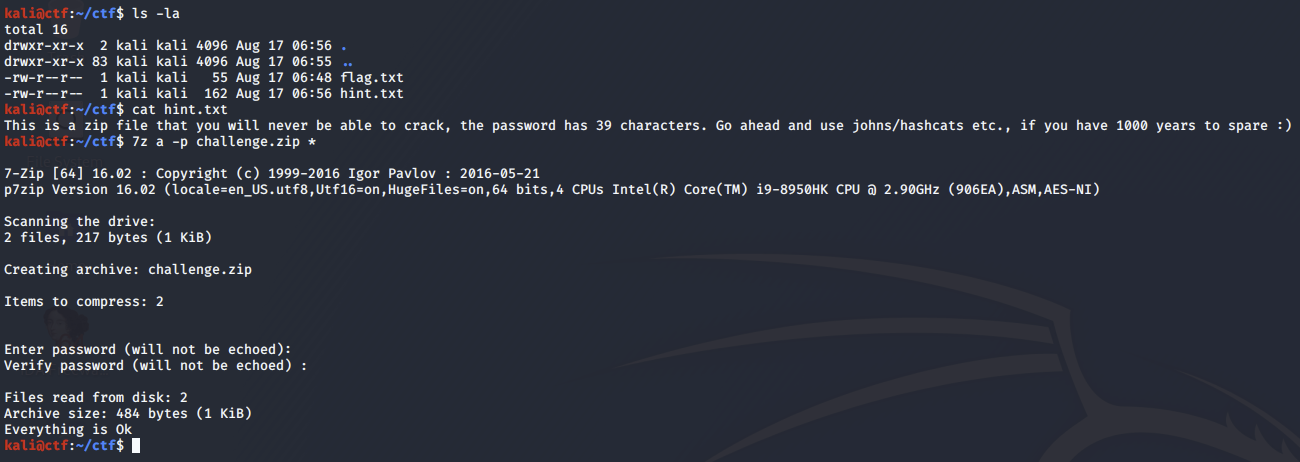 kali@ctf:~/ctf$ ls -la
total 16
drwxr-xr-x  2 kali kali 4096 Aug 17 06:56 .
drwxr-xr-x 83 kali kali 4096 Aug 17 06:55 ..
-rw-r--r--  1 kali kali   55 Aug 17 06:48 flag.txt
-rw-r--r--  1 kali kali  162 Aug 17 06:56 hint.txt
kali@ctf:~/ctf$ cat hint.txt
This is a zip file that you will never be able to crack, the password has 39 characters. Go ahead and use johns/hashcats etc., if you have 1000 years to spare :)
kali@ctf:~/ctf$ 7z a -p challenge.zip *
7-Zip [64] 16.02 : Copyright (c) 1999-2016 Igor Pavlov : 2016-05-21
p7zip Version 16.02 (locale=en_US.utf8,Utf16=on,HugeFiles=on,64 bits,4 CPUs Intel(R) Core(TM) i9-8950HK CPU @ 2.90GHz (906EA),ASM,AES-NI)
Scanning the drive:
2 files, 217 bytes (1 KiB)
Creating archive: challenge.zip
Items to compress: 2
Enter password (will not be echoed):
Verify password (will not be echoed) :
Files read from disk: 2
Archive size: 484 bytes (1 KiB)
Everything is Ok
kali@ctf:~/ctf$